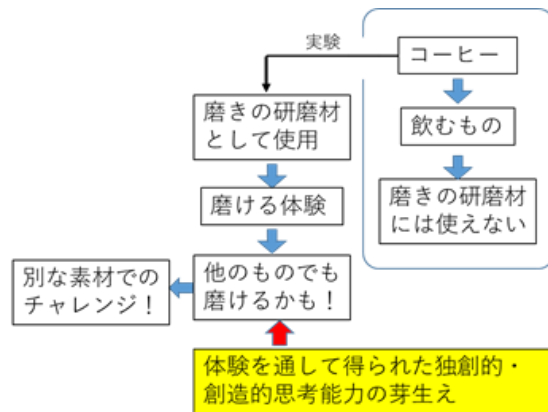 実験
コーヒー
飲むもの
磨きの研磨材
には使えない
磨きの研磨材
として使用
磨ける体験
他のものでも
磨けるかも！
別な素材での
チャレンジ！
体験を通して得られた独創的・
創造的思考能力の芽生え